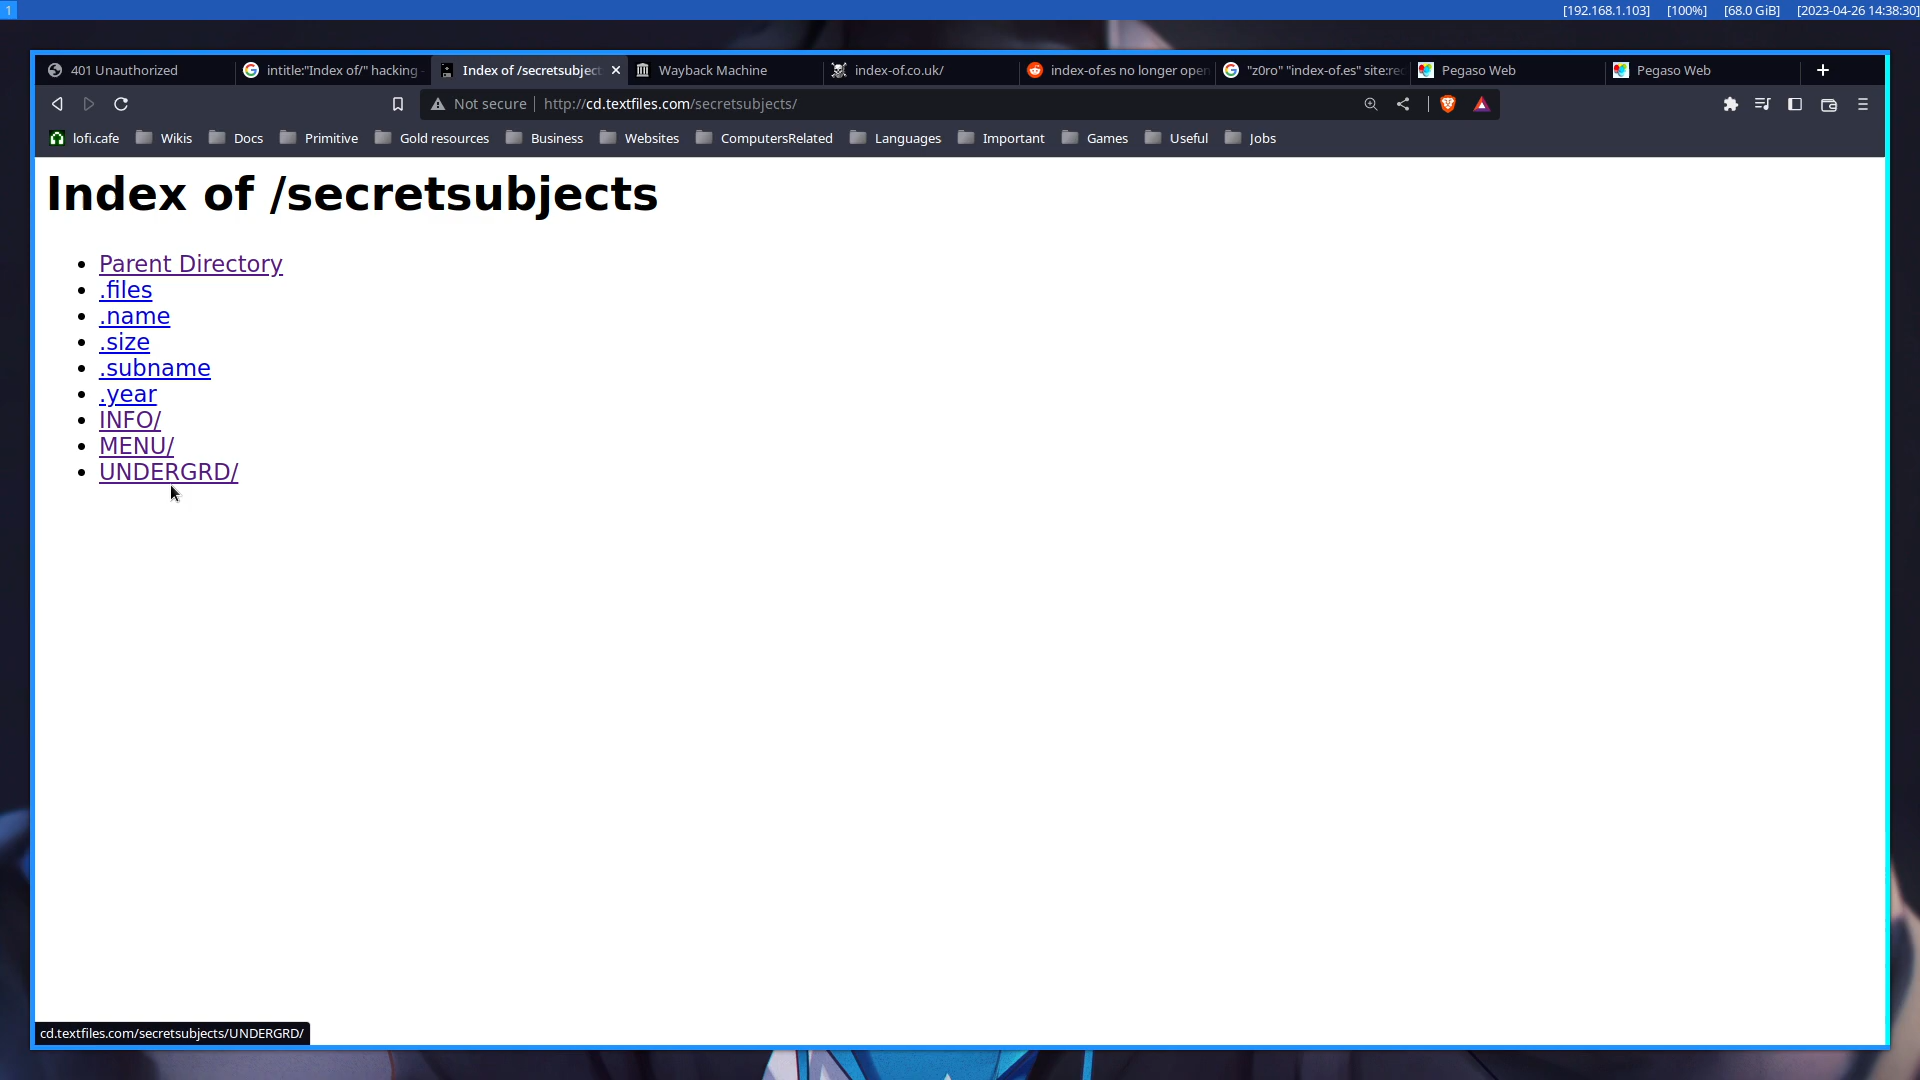 1 [192.168.1.103] [100%] [68.0 GiB] [2023-04-26 14:38:30]
401 Unauthorized intitle:"Index of/" hacking Index of /secretsubject Wayback Machine index-of.co.uk/ index-of.es no longer oper "z0ro" "index-of.es" site:re Pegaso Web Pegaso Web
Not secure http://cd.textfiles.com/secretsubjects/
lofi.cafe Wikis Docs Primitive Gold resources Business Websites ComputersRelated Languages Important Games Useful Jobs
Index of /secretsubjects
Parent Directory
.files
.name
.size
.subname
.year
INFO/
MENU/
UNDERGRD/
cd.textfiles.com/secretsubjects/UNDERGRD/